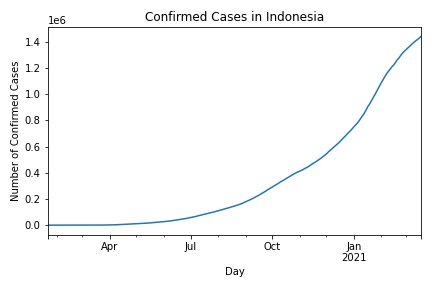 Confirmed Cases in Indonesia
1e6
1.4
1.2
1.0
0.8
0.6
0.4
0.2
0.0
Number of Confirmed Cases
Apr Jul Oct Jan
2021
Day